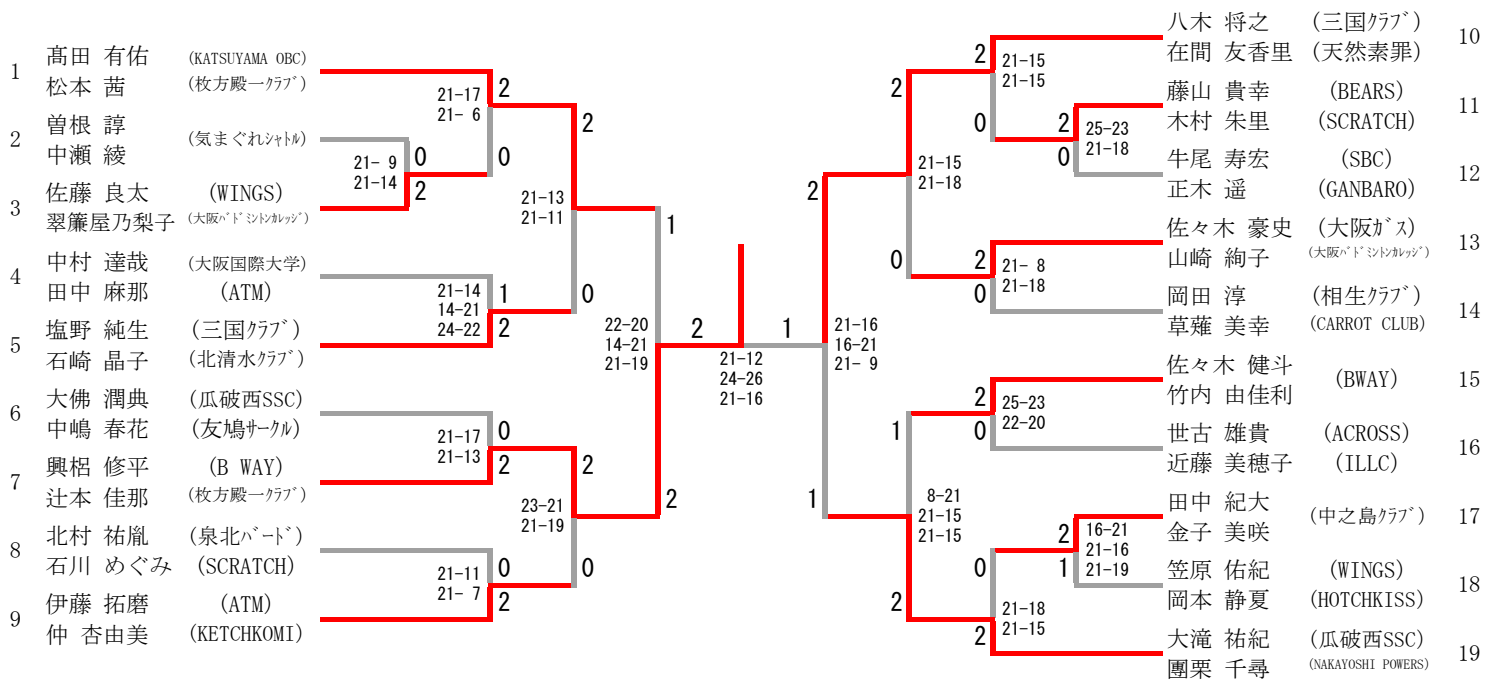 1
髙田 有佑 (KATSUYAMA OBC)
松本 茜 (枚方殿一ｸﾗﾌﾞ)
2
曽根 諄 (気まぐれｼｬﾄﾙ)
中瀬 綾
3
佐藤 良太 (WINGS)
翠簾屋乃梨子 (大阪ﾊﾞﾄﾞﾐﾝﾄﾝｶﾚｯｼﾞ)
4
中村 達哉 (大阪国際大学)
田中 麻那 (ATM)
5
塩野 純生 (三国ｸﾗﾌﾞ)
石崎 晶子 (北清水ｸﾗﾌﾞ)
6
大佛 潤典 (瓜破西SSC)
中嶋 春花 (友鳩ｻｰｸﾙ)
7
興梠 修平 (B WAY)
辻本 佳那 (枚方殿一ｸﾗﾌﾞ)
8
北村 祐胤 (泉北ﾊﾞｰﾄﾞ)
石川 めぐみ (SCRATCH)
9
伊藤 拓磨 (ATM)
仲 杏由美 (KETCHKOMI)
21-17
21- 6
2
0
21- 9
21-14
0
2
21-13
21-11
2
0
21-14
14-21
24-22
1
2
22-20
14-21
21-19
1
2
21-17
21-13
0
2
23-21
21-19
2
0
21-11
21- 7
0
2
2
1
21-12
24-26
21-16
21-16
16-21
21- 9
2
1
21-15
21-18
2
0
21-15
21-15
2
0
25-23
21-18
2
0
21- 8
21-18
2
0
25-23
22-20
2
0
8-21
21-15
21-15
1
2
16-21
21-16
21-19
2
1
21-18
21-15
0
2
八木 将之 (三国ｸﾗﾌﾞ)
在間 友香里 (天然素罪)
10
藤山 貴幸 (BEARS)
木村 朱里 (SCRATCH)
11
牛尾 寿宏 (SBC)
正木 遥 (GANBARO)
12
佐々木 豪史 (大阪ｶﾞｽ)
山崎 絢子 (大阪ﾊﾞﾄﾞﾐﾝﾄﾝｶﾚｯｼﾞ)
13
岡田 淳 (相生ｸﾗﾌﾞ)
草薙 美幸 (CARROT CLUB)
14
佐々木 健斗 (BWAY)
竹内 由佳利
15
世古 雄貴 (ACROSS)
近藤 美穂子 (ILLC)
16
田中 紀大 (中之島ｸﾗﾌﾞ)
金子 美咲
17
笠原 佑紀 (WINGS)
岡本 静夏 (HOTCHKISS)
18
大滝 祐紀 (瓜破西SSC)
團栗 千尋 (NAKAYOSHI POWERS)
19